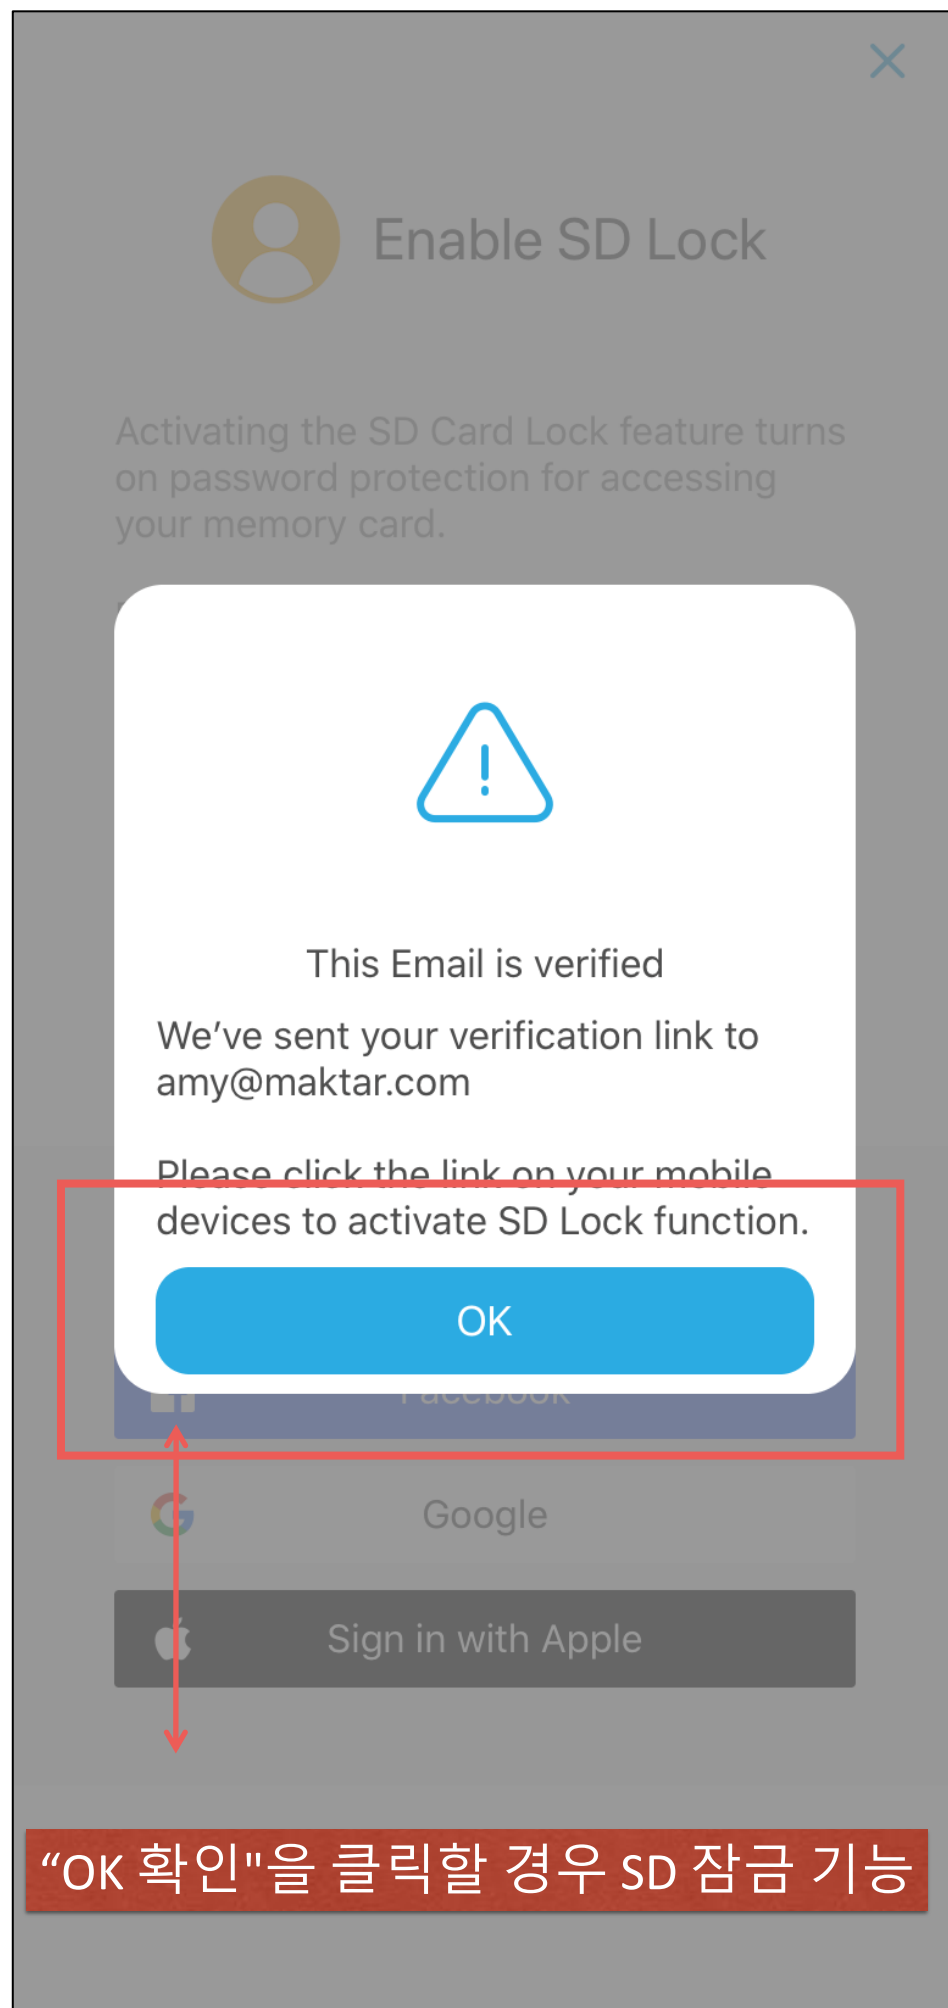 Enable SD Lock
Activating the SD Card Lock feature turns
on password protection for accessing
your memory card.
This Email is verified
We've sent your verification link to
amy@maktar.com
Please click the link on your mobile
devices to activate SD Lock function.
OK
Facebook
Google
Sign in with Apple
“OK 확인"을 클릭할 경우 SD 잠금 기능